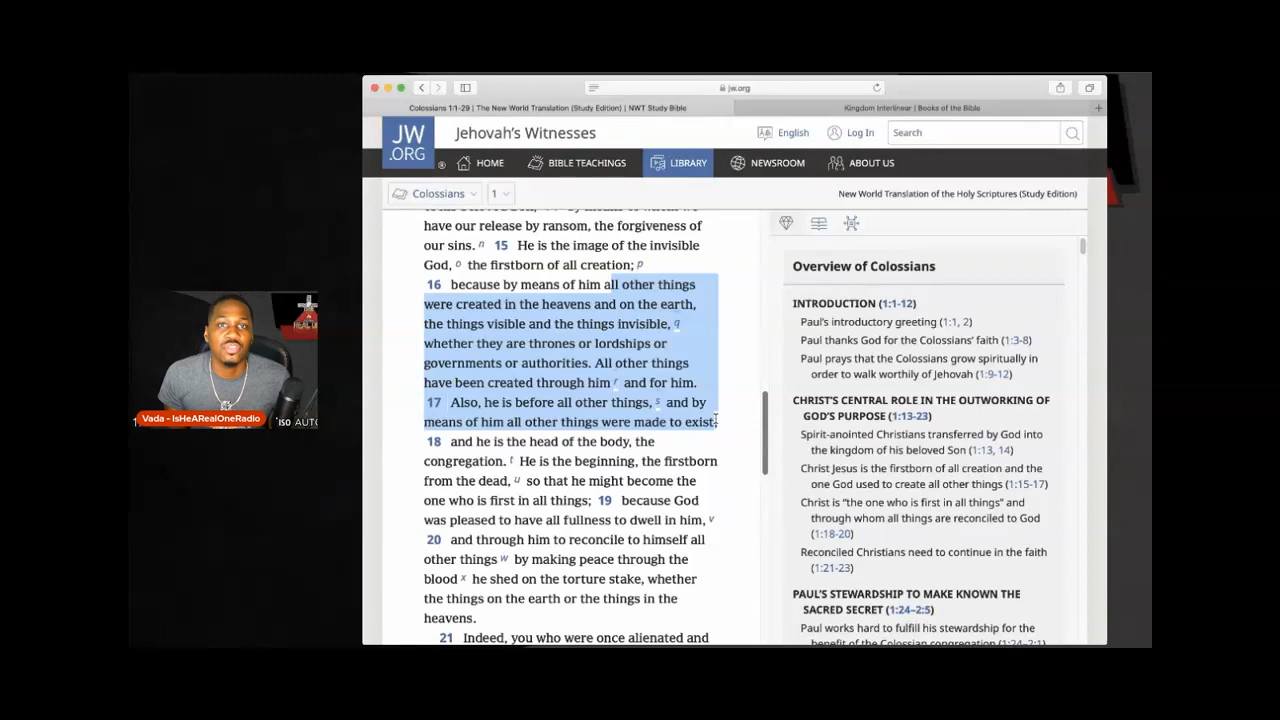 jw.org
Colossians 1:1-29 | The New World Translation (Study Edition) | NWT Study Bible
Kingdom Interlinear | Books of the Bible
JW
.ORG
®
Jehovah's Witnesses
English
Log In
Search
HOME
BIBLE TEACHINGS
LIBRARY
NEWSROOM
ABOUT US
Colossians
1
New World Translation of the Holy Scriptures (Study Edition)
have our release by ransom, the forgiveness of
our sins. n 15 He is the image of the invisible
God, o the firstborn of all creation; p
16 because by means of him all other things
were created in the heavens and on the earth,
the things visible and the things invisible, q
whether they are thrones or lordships or
governments or authorities. All other things
have been created through him r and for him.
17 Also, he is before all other things, s and by
means of him all other things were made to exist,
18 and he is the head of the body, the
congregation. t He is the beginning, the firstborn
from the dead, u so that he might become the
one who is first in all things; 19 because God
was pleased to have all fullness to dwell in him, v
20 and through him to reconcile to himself all
other things w by making peace through the
blood x he shed on the torture stake, whether
the things on the earth or the things in the
heavens.
21 Indeed, you who were once alienated and
Overview of Colossians
INTRODUCTION (1:1-12)
Paul's introductory greeting (1:1, 2)
Paul thanks God for the Colossians' faith (1:3-8)
Paul prays that the Colossians grow spiritually in
order to walk worthily of Jehovah (1:9-12)
CHRIST'S CENTRAL ROLE IN THE OUTWORKING OF
GOD'S PURPOSE (1:13-23)
Spirit-anointed Christians transferred by God into
the kingdom of his beloved Son (1:13, 14)
Christ Jesus is the firstborn of all creation and the
one God used to create all other things (1:15-17)
Christ is "the one who is first in all things" and
through whom all things are reconciled to God
(1:18-20)
Reconciled Christians need to continue in the faith
(1:21-23)
PAUL'S STEWARDSHIP TO MAKE KNOWN THE
SACRED SECRET (1:24–2:5)
Paul works hard to fulfill his stewardship for the
benefit of the Colossian congregation (1:24–2:1)
Vada - IsHeARealOneRadio
ISO AUTO